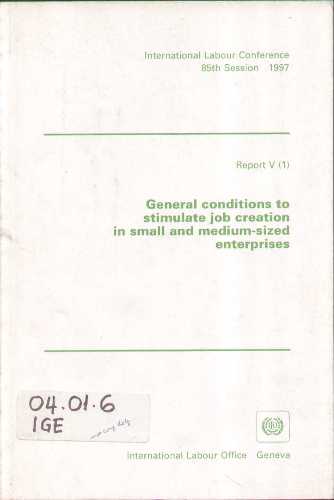 International Labour Conference
85th Session 1997
Report V (1)
General conditions to
stimulate job creation
in small and medium-sized
enterprises
04.01.6
IGE
International Labour Office Geneva